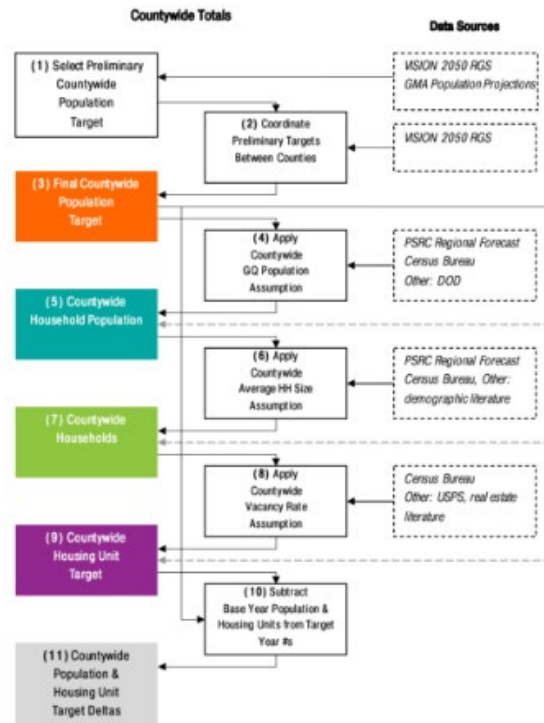 Countywide Totals
Data Sources
(1) Select Preliminary
Countywide
Population
Target
VISION 2050 RGS
GMA Population Projections
(2) Coordinate
Preliminary Targets
Between Counties
VISION 2050 RGS
(3) Final Countywide
Population
Target
(4) Apply
Countywide
GQ Population
Assumption
PSRC Regional Forecast
Census Bureau
Other: DOD
(5) Countywide
Household Population
(6) Apply
Countywide
Average HH Size
Assumption
PSRC Regional Forecast
Census Bureau, Other:
demographic literature
(7) Countywide
Households
(8) Apply
Countywide
Vacancy Rate
Assumption
Census Bureau
Other: USPS, real estate
literature
(9) Countywide
Housing Unit
Target
(10) Subtract
Base Year Population &
Housing Units from Target
Year #s
(11) Countywide
Population &
Housing Unit
Target Deltas